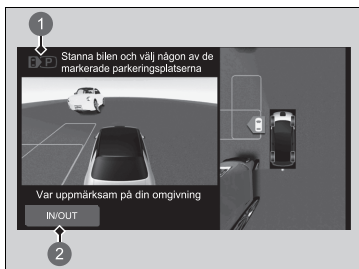 1
P
Stanna bilen och välj någon av de
markerade parkeringsplatserna
Var uppmärksam på din omgivning
IN/OUT
2